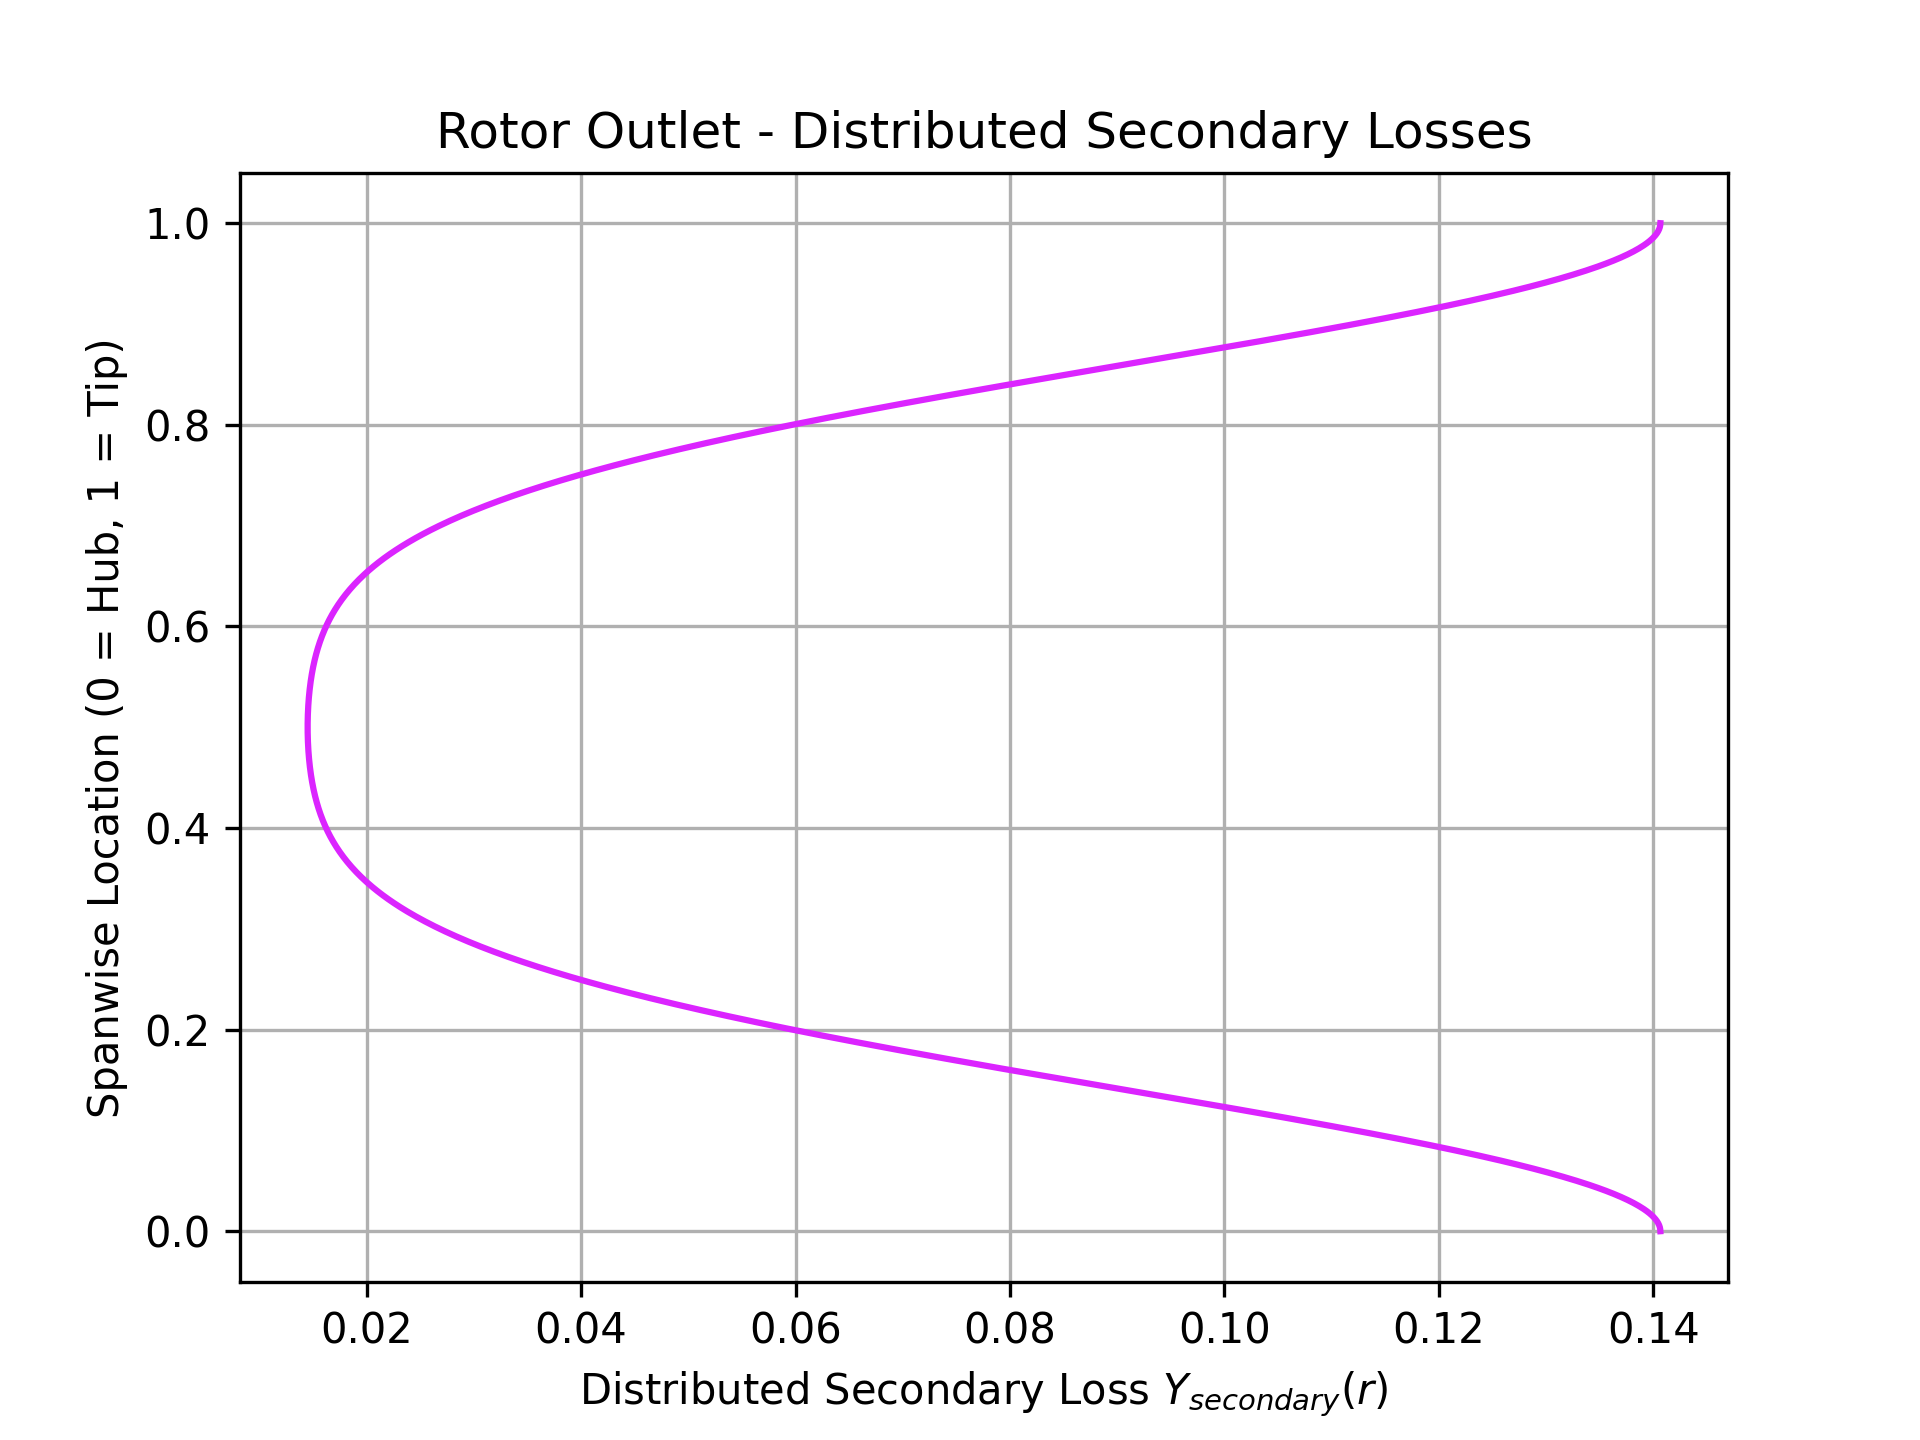 Rotor Outlet - Distributed Secondary Losses
Spanwise Location (0 = Hub, 1 = Tip)
1.0
0.8
0.6
0.4
0.2
0.0
0.02 0.04 0.06 0.08 0.10 0.12 0.14
Distributed Secondary Loss Y_secondary(r)